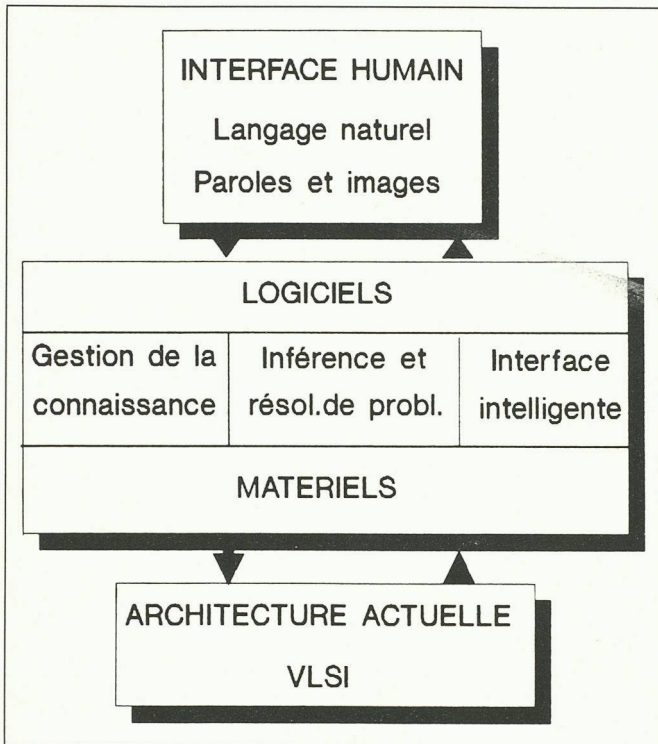 INTERFACE HUMAIN
Langage naturel
Paroles et images
LOGICIELS
Gestion de la
connaissance
Inférence et
résol.de probl.
Interface
intelligente
MATERIELS
ARCHITECTURE ACTUELLE
VLSI